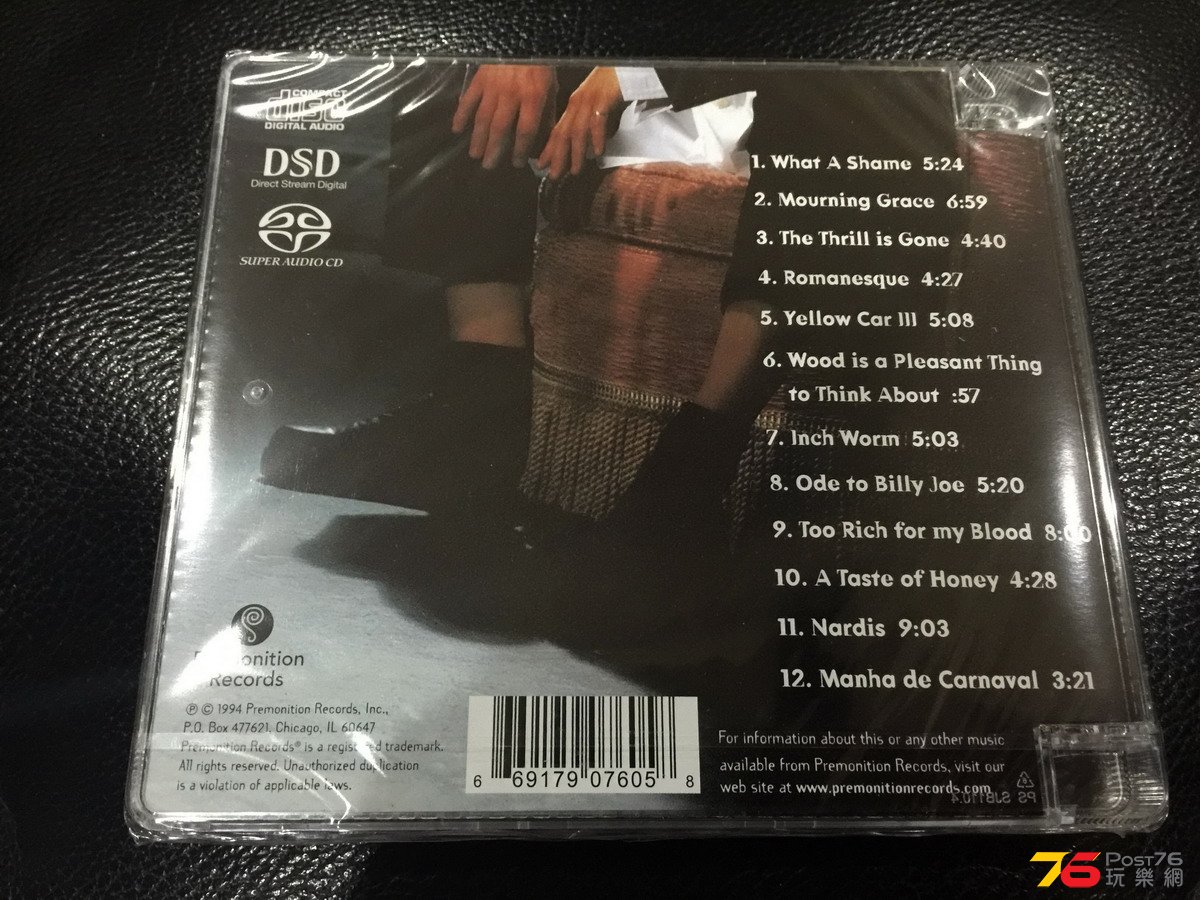 COMPACT
disc
DIGITAL AUDIO
DSD
Direct Stream Digital
SUPER AUDIO CD
1. What A Shame 5:24
2. Mourning Grace 6:59
3. The Thrill is Gone 4:40
4. Romanesque 4:27
5. Yellow Car III 5:08
6. Wood is a Pleasant Thing
to Think About :57
7. Inch Worm 5:03
8. Ode to Billy Joe 5:20
9. Too Rich for my Blood 8:00
10. A Taste of Honey 4:28
11. Nardis 9:03
12. Manha de Carnaval 3:21
Premonition
Records
℗ © 1994 Premonition Records, Inc.,
P.O. Box 477621, Chicago, IL 60647
Premonition Records® is a registered trademark.
All rights reserved. Unauthorized duplication
is a violation of applicable laws.
6 69179 07605 8
For information about this or any other music
available from Premonition Records, visit our
web site at www.premonitionrecords.com
PS SJB110.4
76 Post76
玩樂網